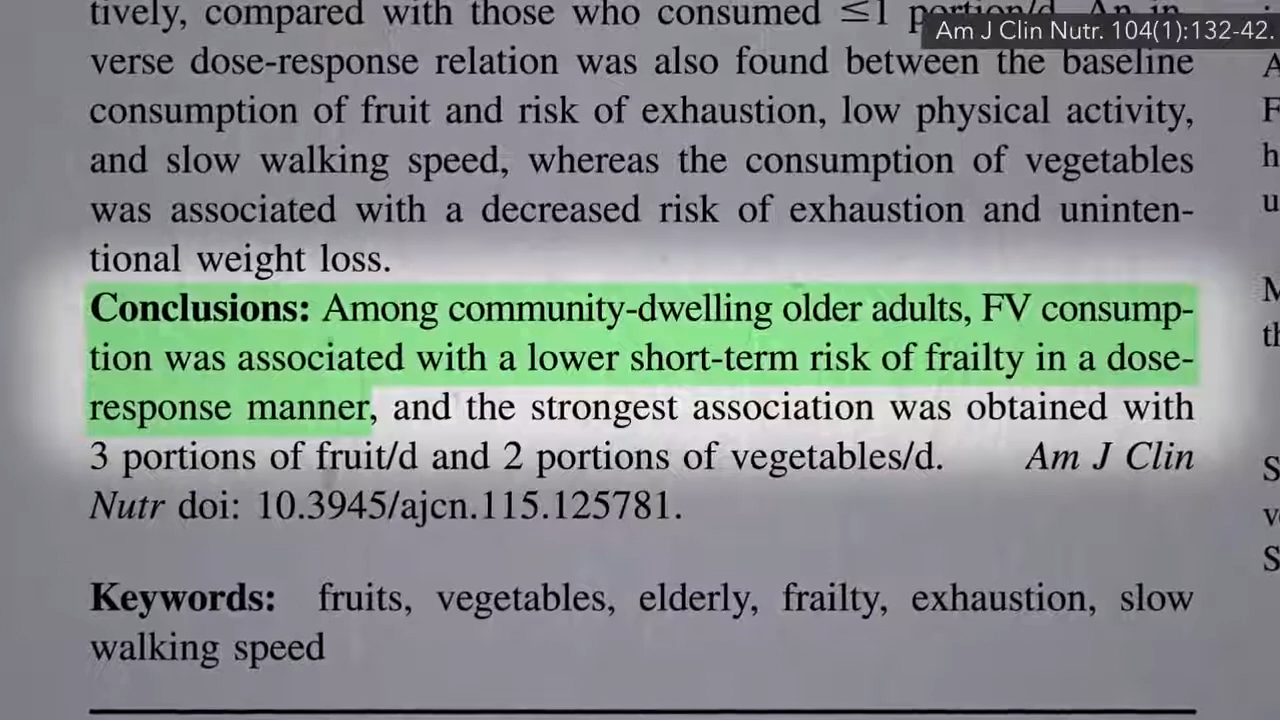 tively, compared with those who consumed ≤1 portion/d. An in-
Am J Clin Nutr. 104(1):132-42.
verse dose-response relation was also found between the baseline
consumption of fruit and risk of exhaustion, low physical activity,
and slow walking speed, whereas the consumption of vegetables
was associated with a decreased risk of exhaustion and uninten-
tional weight loss.
Conclusions: Among community-dwelling older adults, FV consump-
tion was associated with a lower short-term risk of frailty in a dose-
response manner, and the strongest association was obtained with
3 portions of fruit/d and 2 portions of vegetables/d. Am J Clin
Nutr doi: 10.3945/ajcn.115.125781.
Keywords: fruits, vegetables, elderly, frailty, exhaustion, slow
walking speed